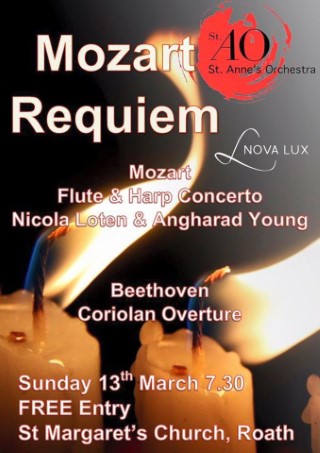 Mozart
Requiem
St.
AO
St. Anne's Orchestra
NOVA LUX
Mozart
Flute & Harp Concerto
Nicola Loten & Angharad Young
Beethoven
Coriolan Overture
Sunday 13th March 7.30
FREE Entry
St Margaret's Church, Roath